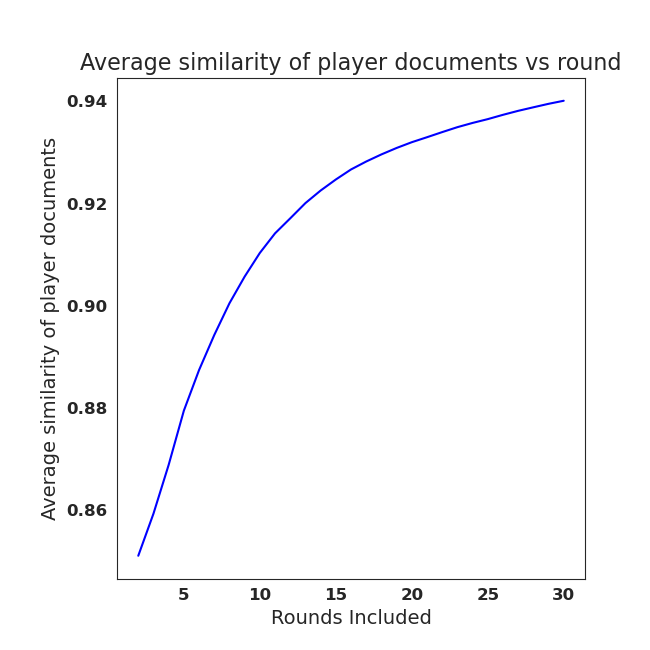 Average similarity of player documents vs round
Average similarity of player documents
0.94
0.92
0.90
0.88
0.86
5 10 15 20 25 30
Rounds Included